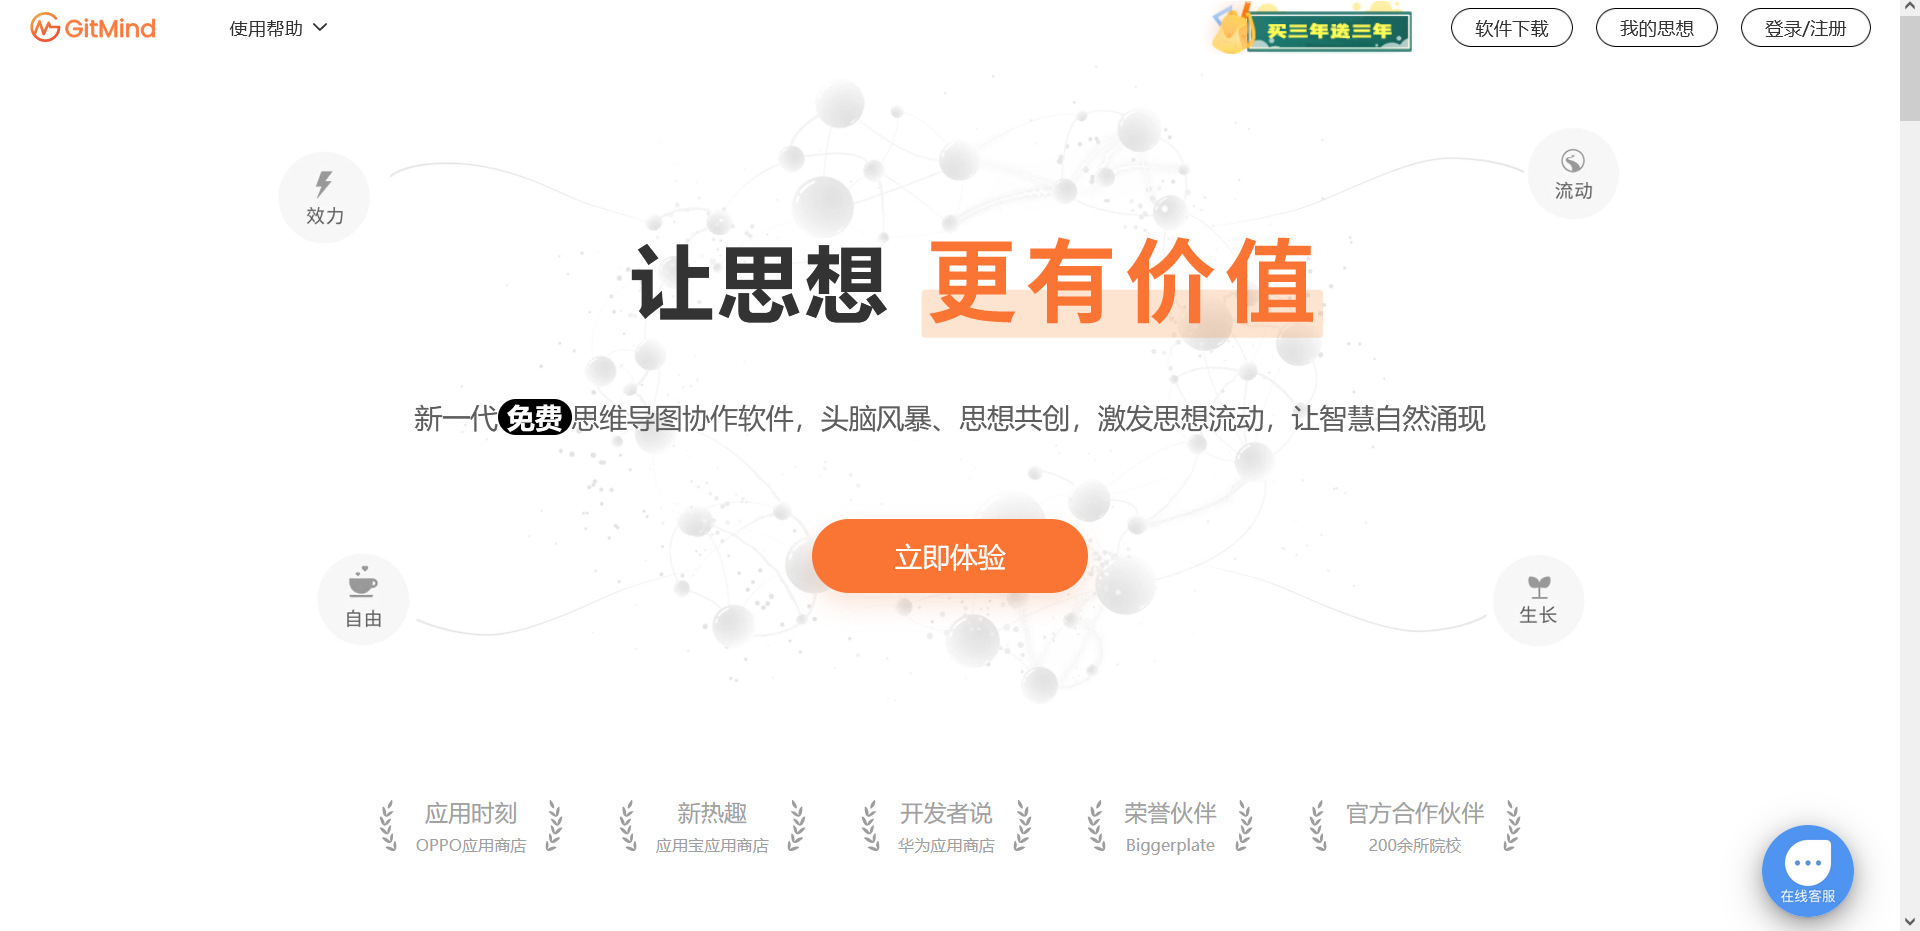 GitMind
使用帮助
买三年送三年
软件下载
我的思想
登录/注册
效力
流动
让思想 更有价值
新一代免费思维导图协作软件，头脑风暴、思想共创，激发思想流动，让智慧自然涌现
立即体验
自由
生长
应用时刻
OPPO应用商店
新热趣
应用宝应用商店
开发者说
华为应用商店
荣誉伙伴
Biggerplate
官方合作伙伴
200余所院校
在线客服